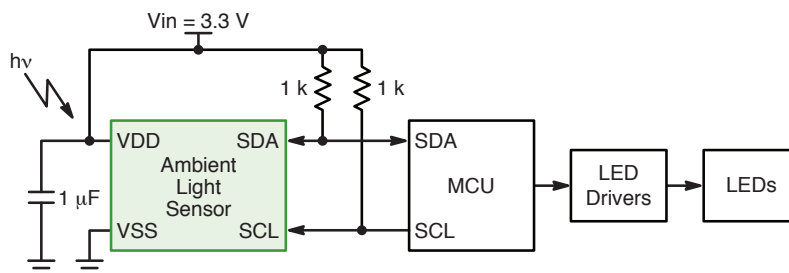 Vin = 3.3 V
hν
1 k
1 k
VDD
SDA
Ambient
Light
Sensor
VSS
SCL
1 μF
SDA
MCU
SCL
LED
Drivers
LEDs